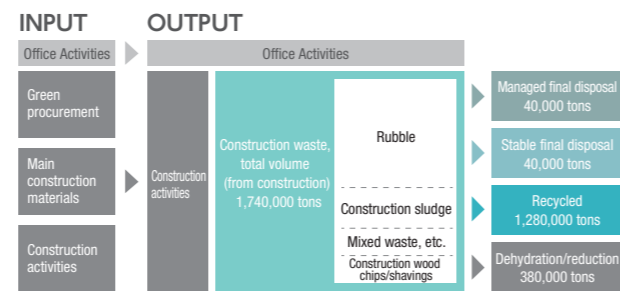 INPUT
OUTPUT
Office Activities
Office Activities
Green
procurement
Main
construction
materials
Construction
activities
Construction
activities
Construction waste,
total volume
(from construction)
1,740,000 tons
Rubble
Construction sludge
Mixed waste, etc.
Construction wood
chips/shavings
Managed final disposal
40,000 tons
Stable final disposal
40,000 tons
Recycled
1,280,000 tons
Dehydration/reduction
380,000 tons